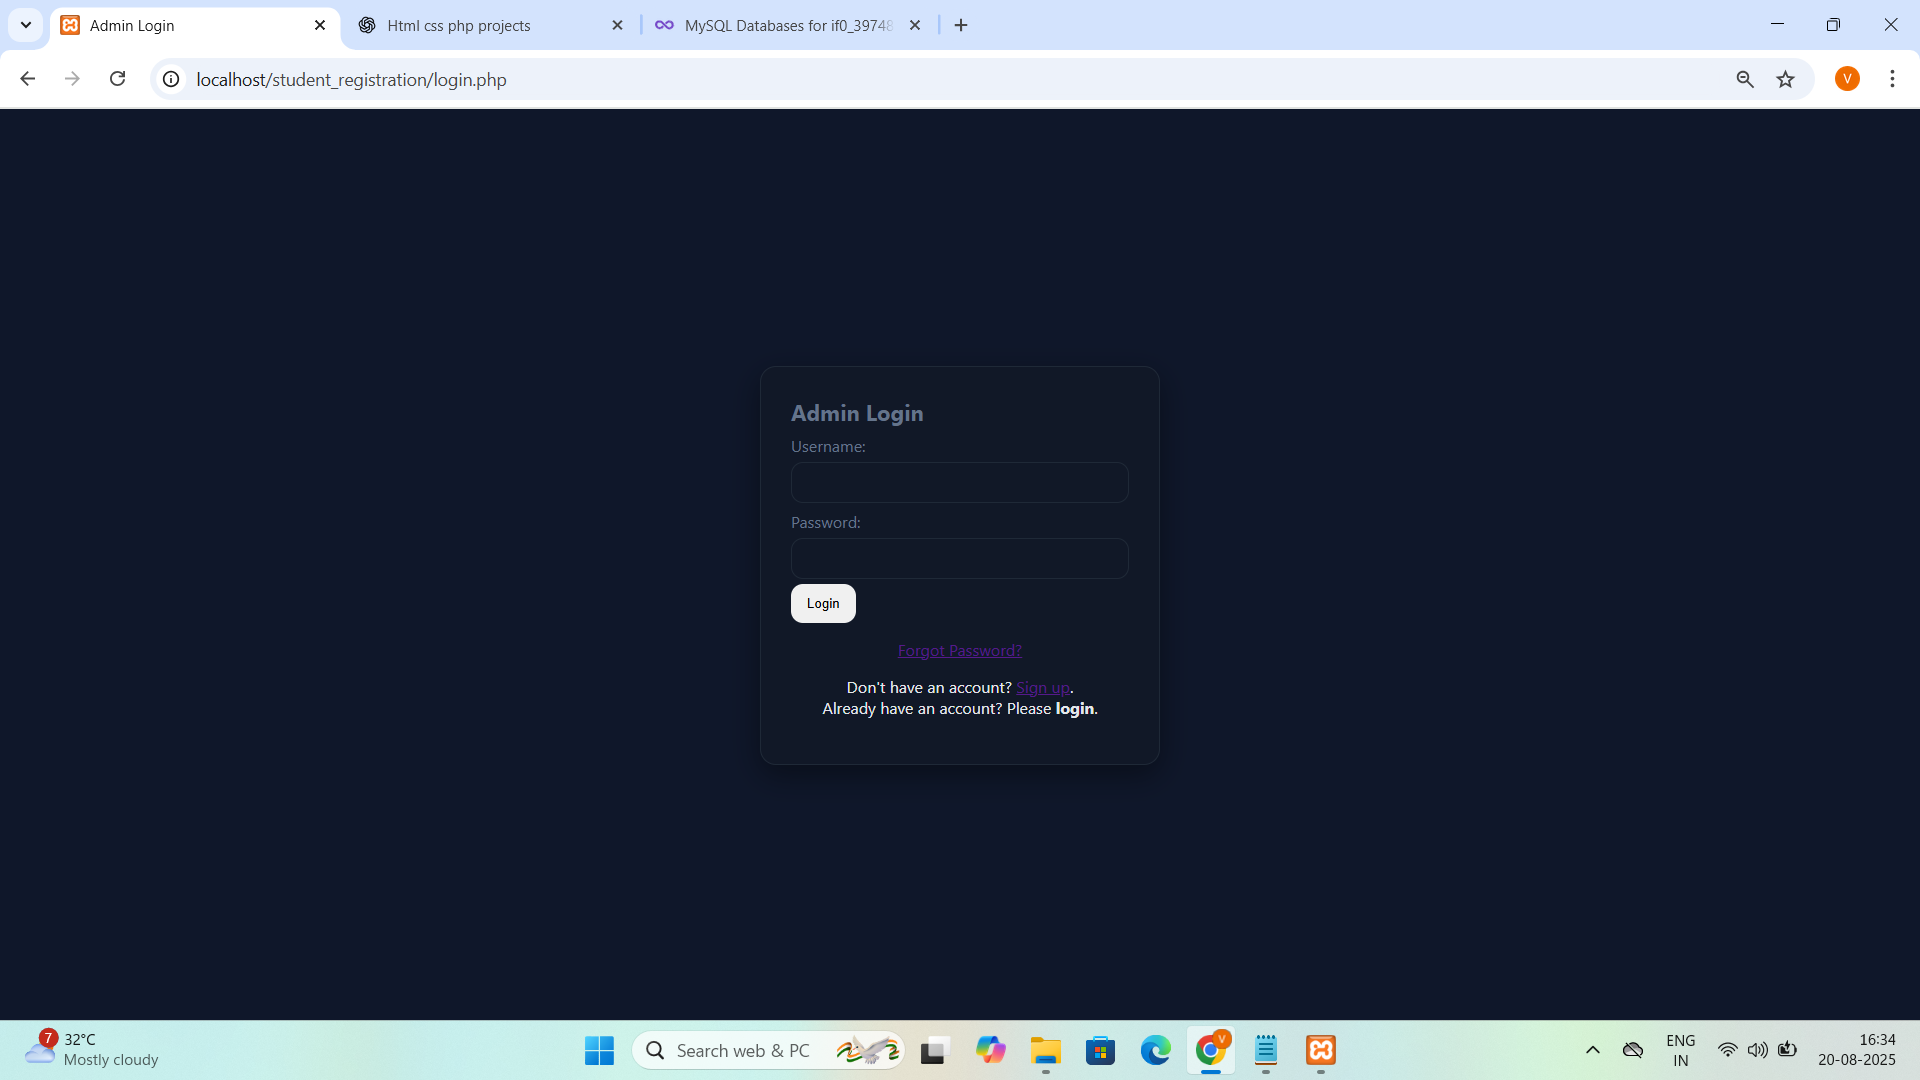 Admin Login
Html css php projects
MySQL Databases for if0_39748
localhost/student_registration/login.php
V
Admin Login
Username:
Password:
Login
Forgot Password?
Don't have an account? Sign up.
Already have an account? Please login.
7
32°C
Mostly cloudy
Search web & PC
V
ENG
IN
16:34
20-08-2025